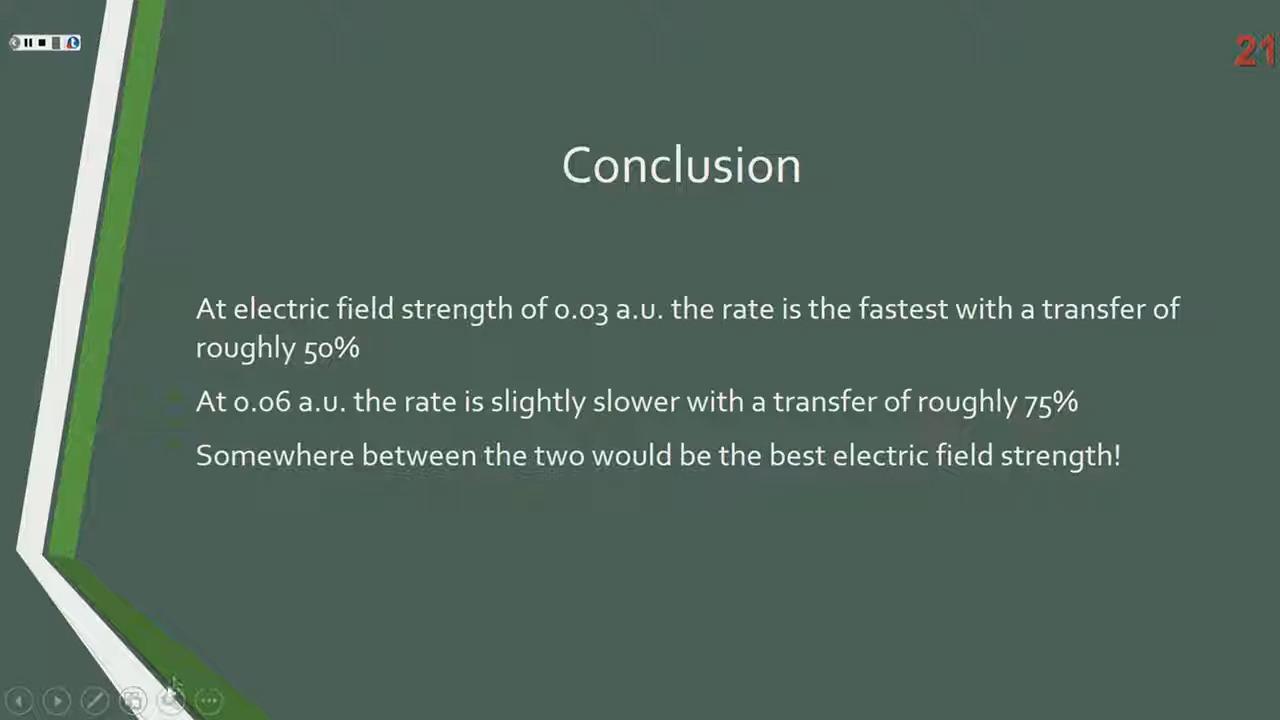 21
Conclusion
At electric field strength of 0.03 a.u. the rate is the fastest with a transfer of
roughly 50%
At 0.06 a.u. the rate is slightly slower with a transfer of roughly 75%
Somewhere between the two would be the best electric field strength!